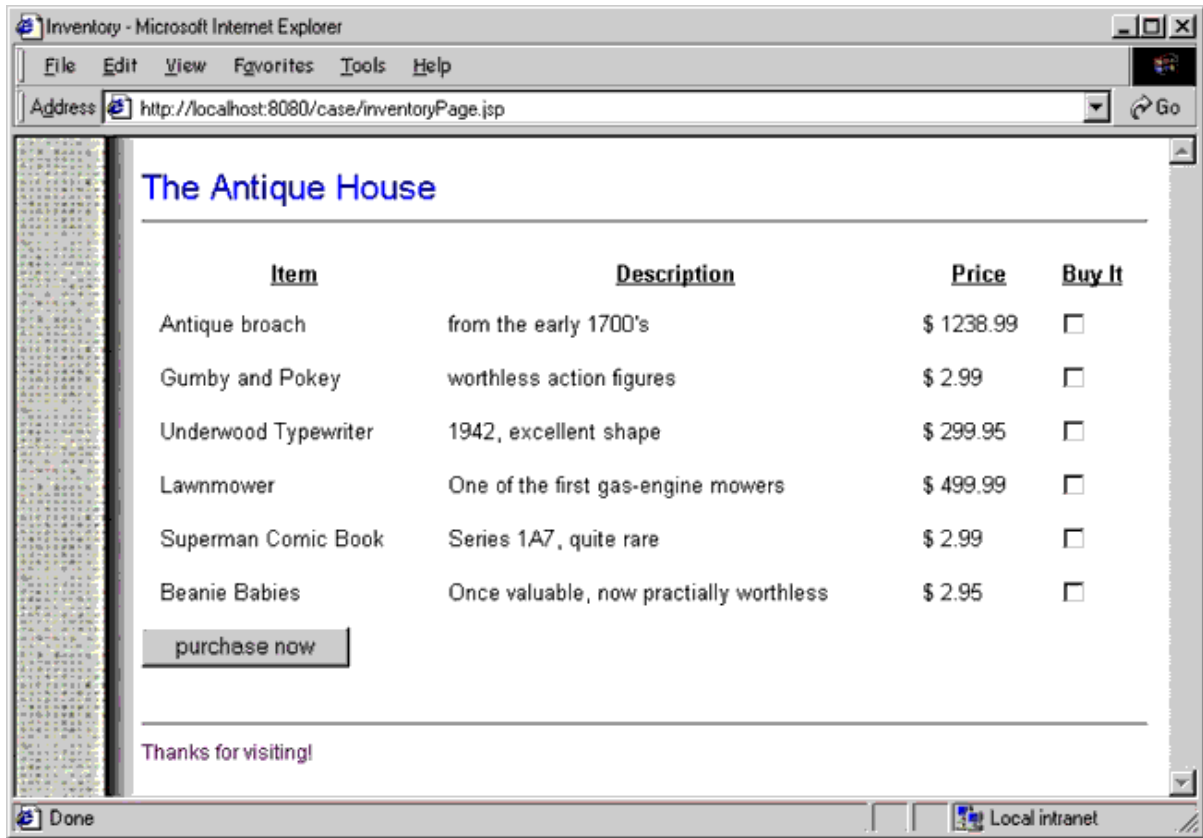 Inventory - Microsoft Internet Explorer
File Edit View Favorites Tools Help
Address http://localhost:8080/case/inventoryPage.jsp Go
The Antique House
Item Description Price Buy It
Antique broach from the early 1700's $ 1238.99
Gumby and Pokey worthless action figures $ 2.99
Underwood Typewriter 1942, excellent shape $ 299.95
Lawnmower One of the first gas-engine mowers $ 499.99
Superman Comic Book Series 1A7, quite rare $ 2.99
Beanie Babies Once valuable, now practially worthless $ 2.95
purchase now
Thanks for visiting!
Done Local intranet